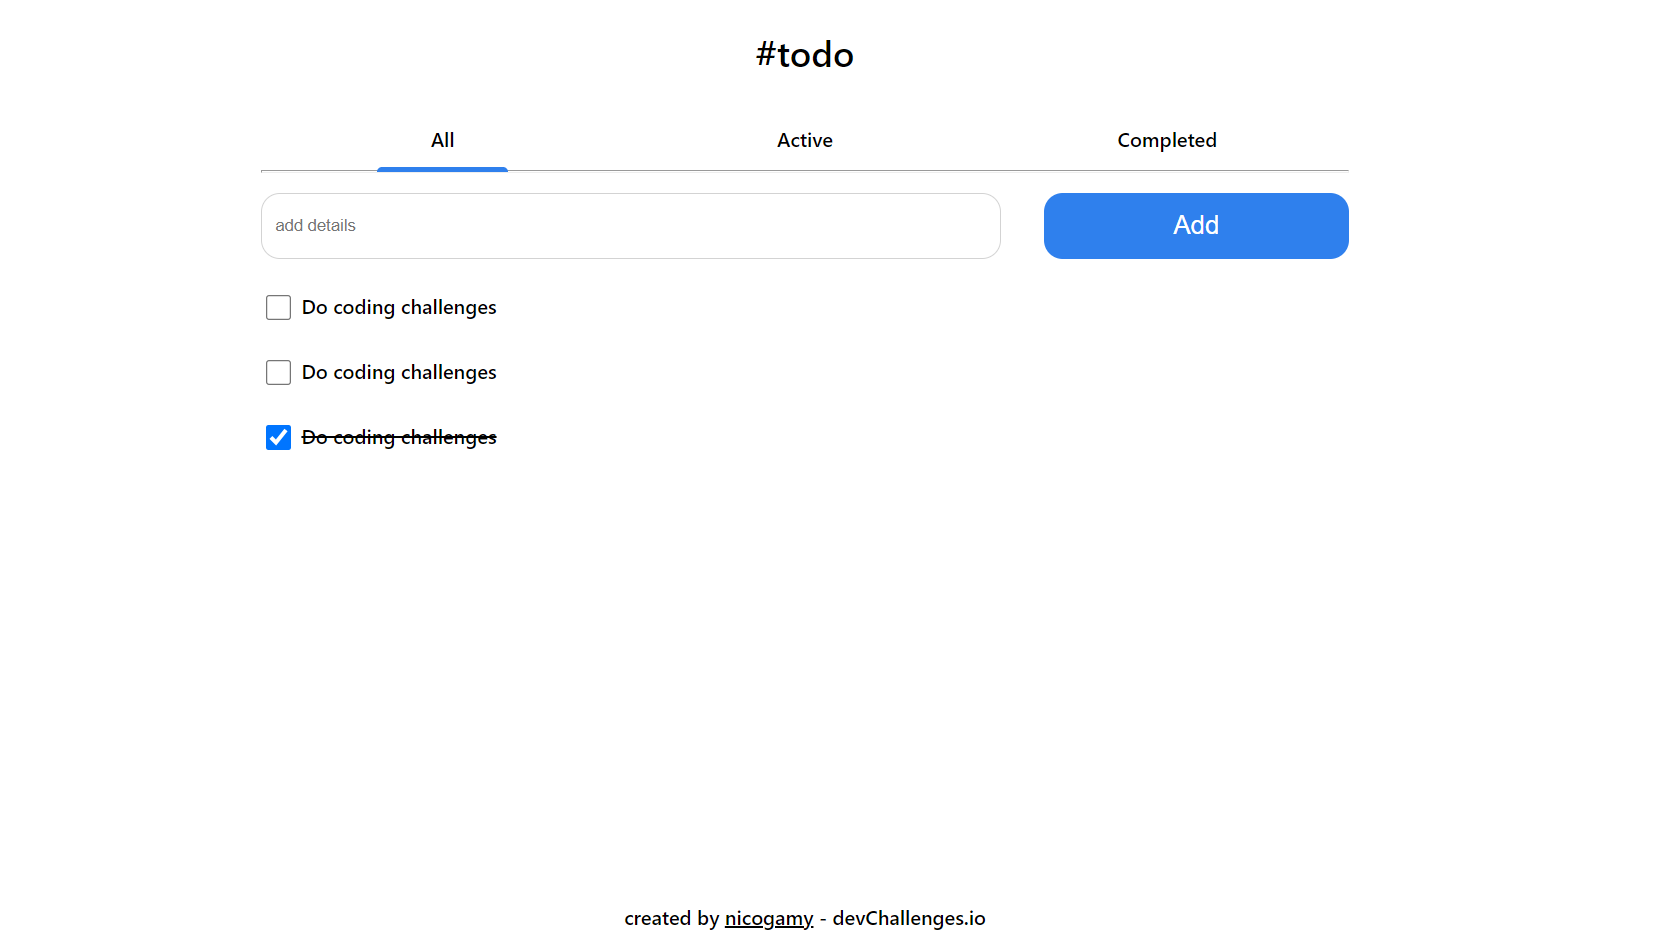 #todo
All Active Completed
add details Add
Do coding challenges
Do coding challenges
Do coding challenges
created by nicogamy - devChallenges.io